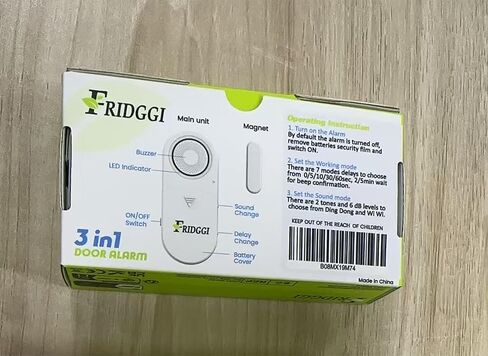 FRIDGGI
Main unit
Magnet
Buzzer
LED Indicator
Sound
Change
ON/OFF
Switch
FRIDGGI
Delay
Change
Battery
Cover
3 in 1
DOOR ALARM
Operating Instruction
1. Turn on the Alarm
By default the alarm is turned off,
remove batteries security film and
switch ON.
2. Set the Working mode
There are 7 modes delays to choose
from 0/5/10/30/60sec, 2/5min wait
for beep confirmation.
3. Set the Sound mode
There are 2 tones and 6 dB levels to
choose from Ding Dong and Wi Wi.
KEEP OUT OF THE REACH OF CHILDREN
B08MX19M74
Made in China